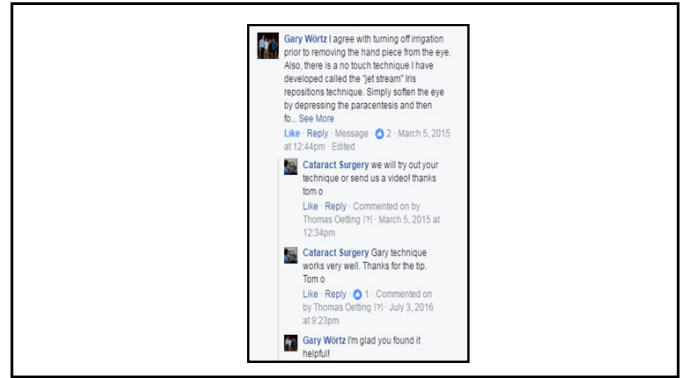 Gary Wörtz I agree with turning off irrigation
prior to removing the hand piece from the eye.
Also, there is a no touch technique I have
developed called the "jet stream" Iris
repositions technique. Simply soften the eye
by depressing the paracentesis and then
fo... See More
Like · Reply · Message · 2 · March 5, 2015
at 12:44pm · Edited
Cataract Surgery we will try out your
technique or send us a video! thanks
tom o
Like · Reply · Commented on by
Thomas Oetting [?] · March 5, 2015 at
12:34pm
Cataract Surgery Gary technique
works very well. Thanks for the tip.
Tom o
Like · Reply · 1 · Commented on
by Thomas Oetting [?] · July 3, 2016
at 9:23pm
Gary Wörtz I'm glad you found it
helpful!